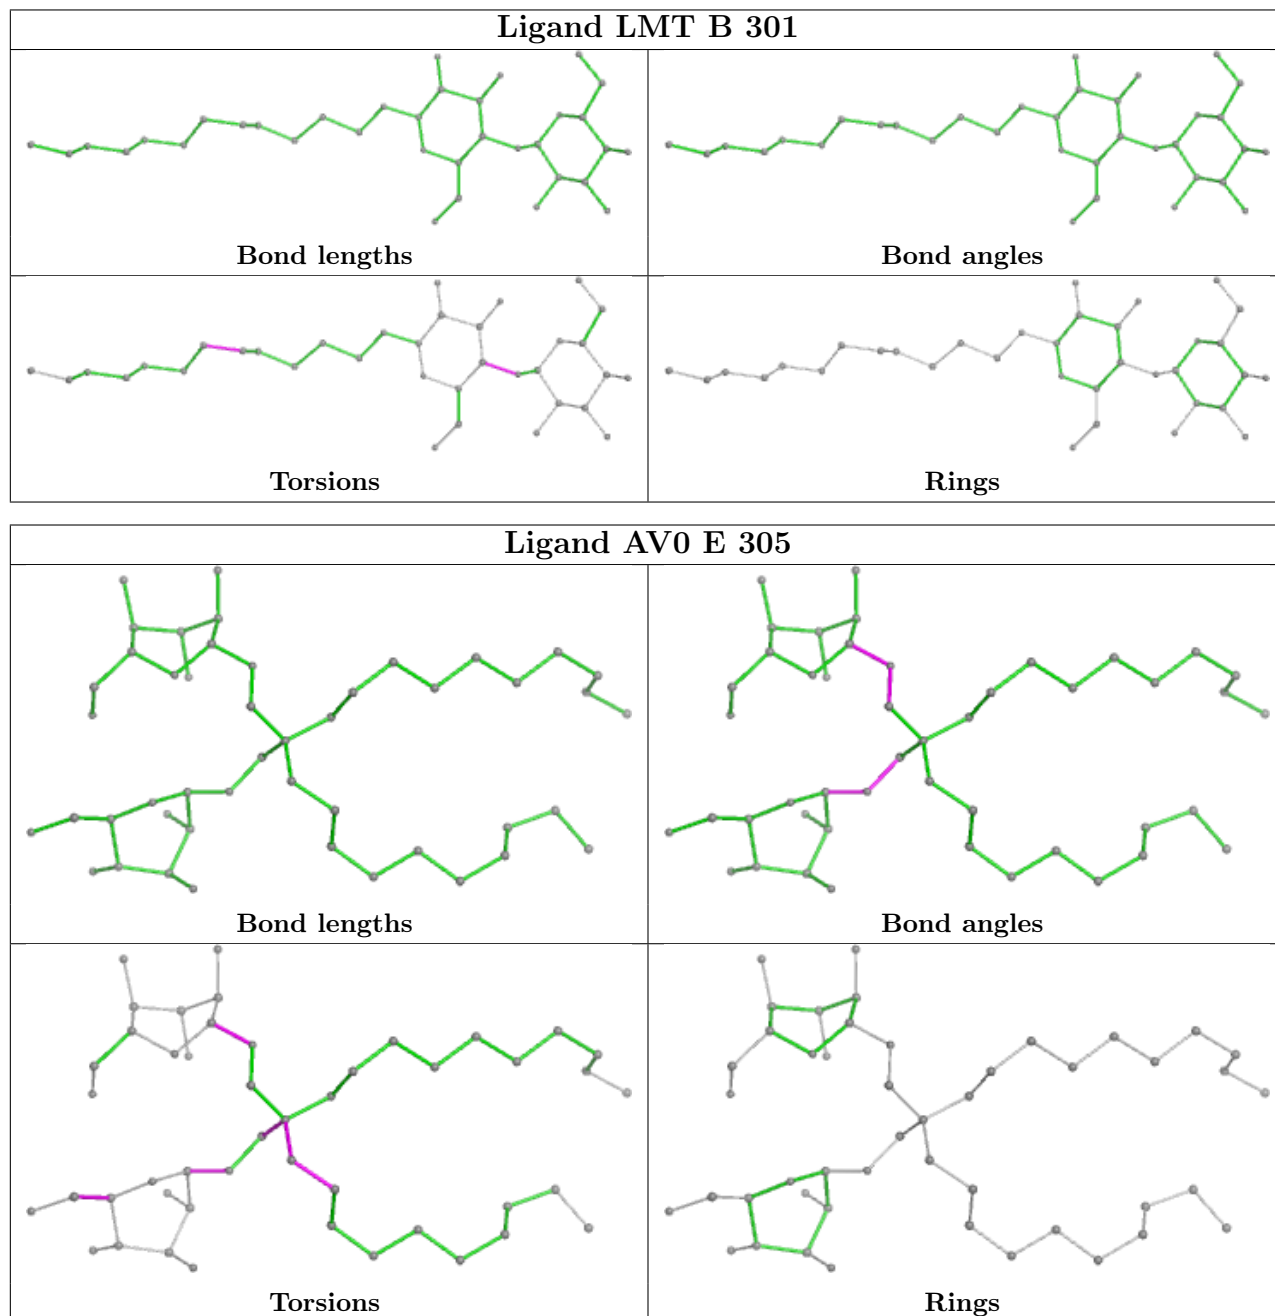 Ligand LMT B 301
Bond lengths
Bond angles
Torsions
Rings
Ligand AV0 E 305
Bond lengths
Bond angles
Torsions
Rings